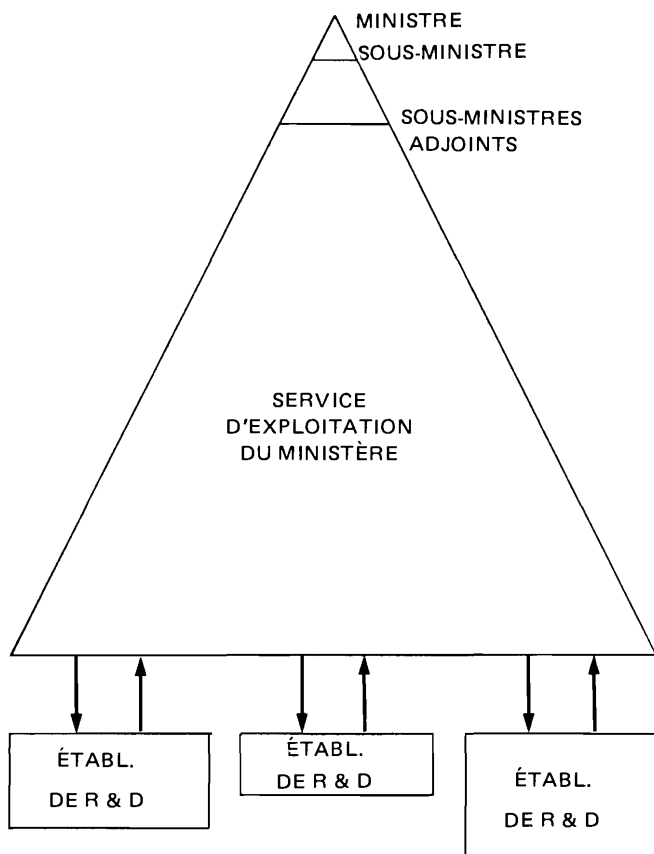 MINISTRE
SOUS-MINISTRE
SOUS-MINISTRES
ADJOINTS
SERVICE
D'EXPLOITATION
DU MINISTÈRE
ÉTABL.
DE R & D
ÉTABL.
DE R & D
ÉTABL.
DE R & D